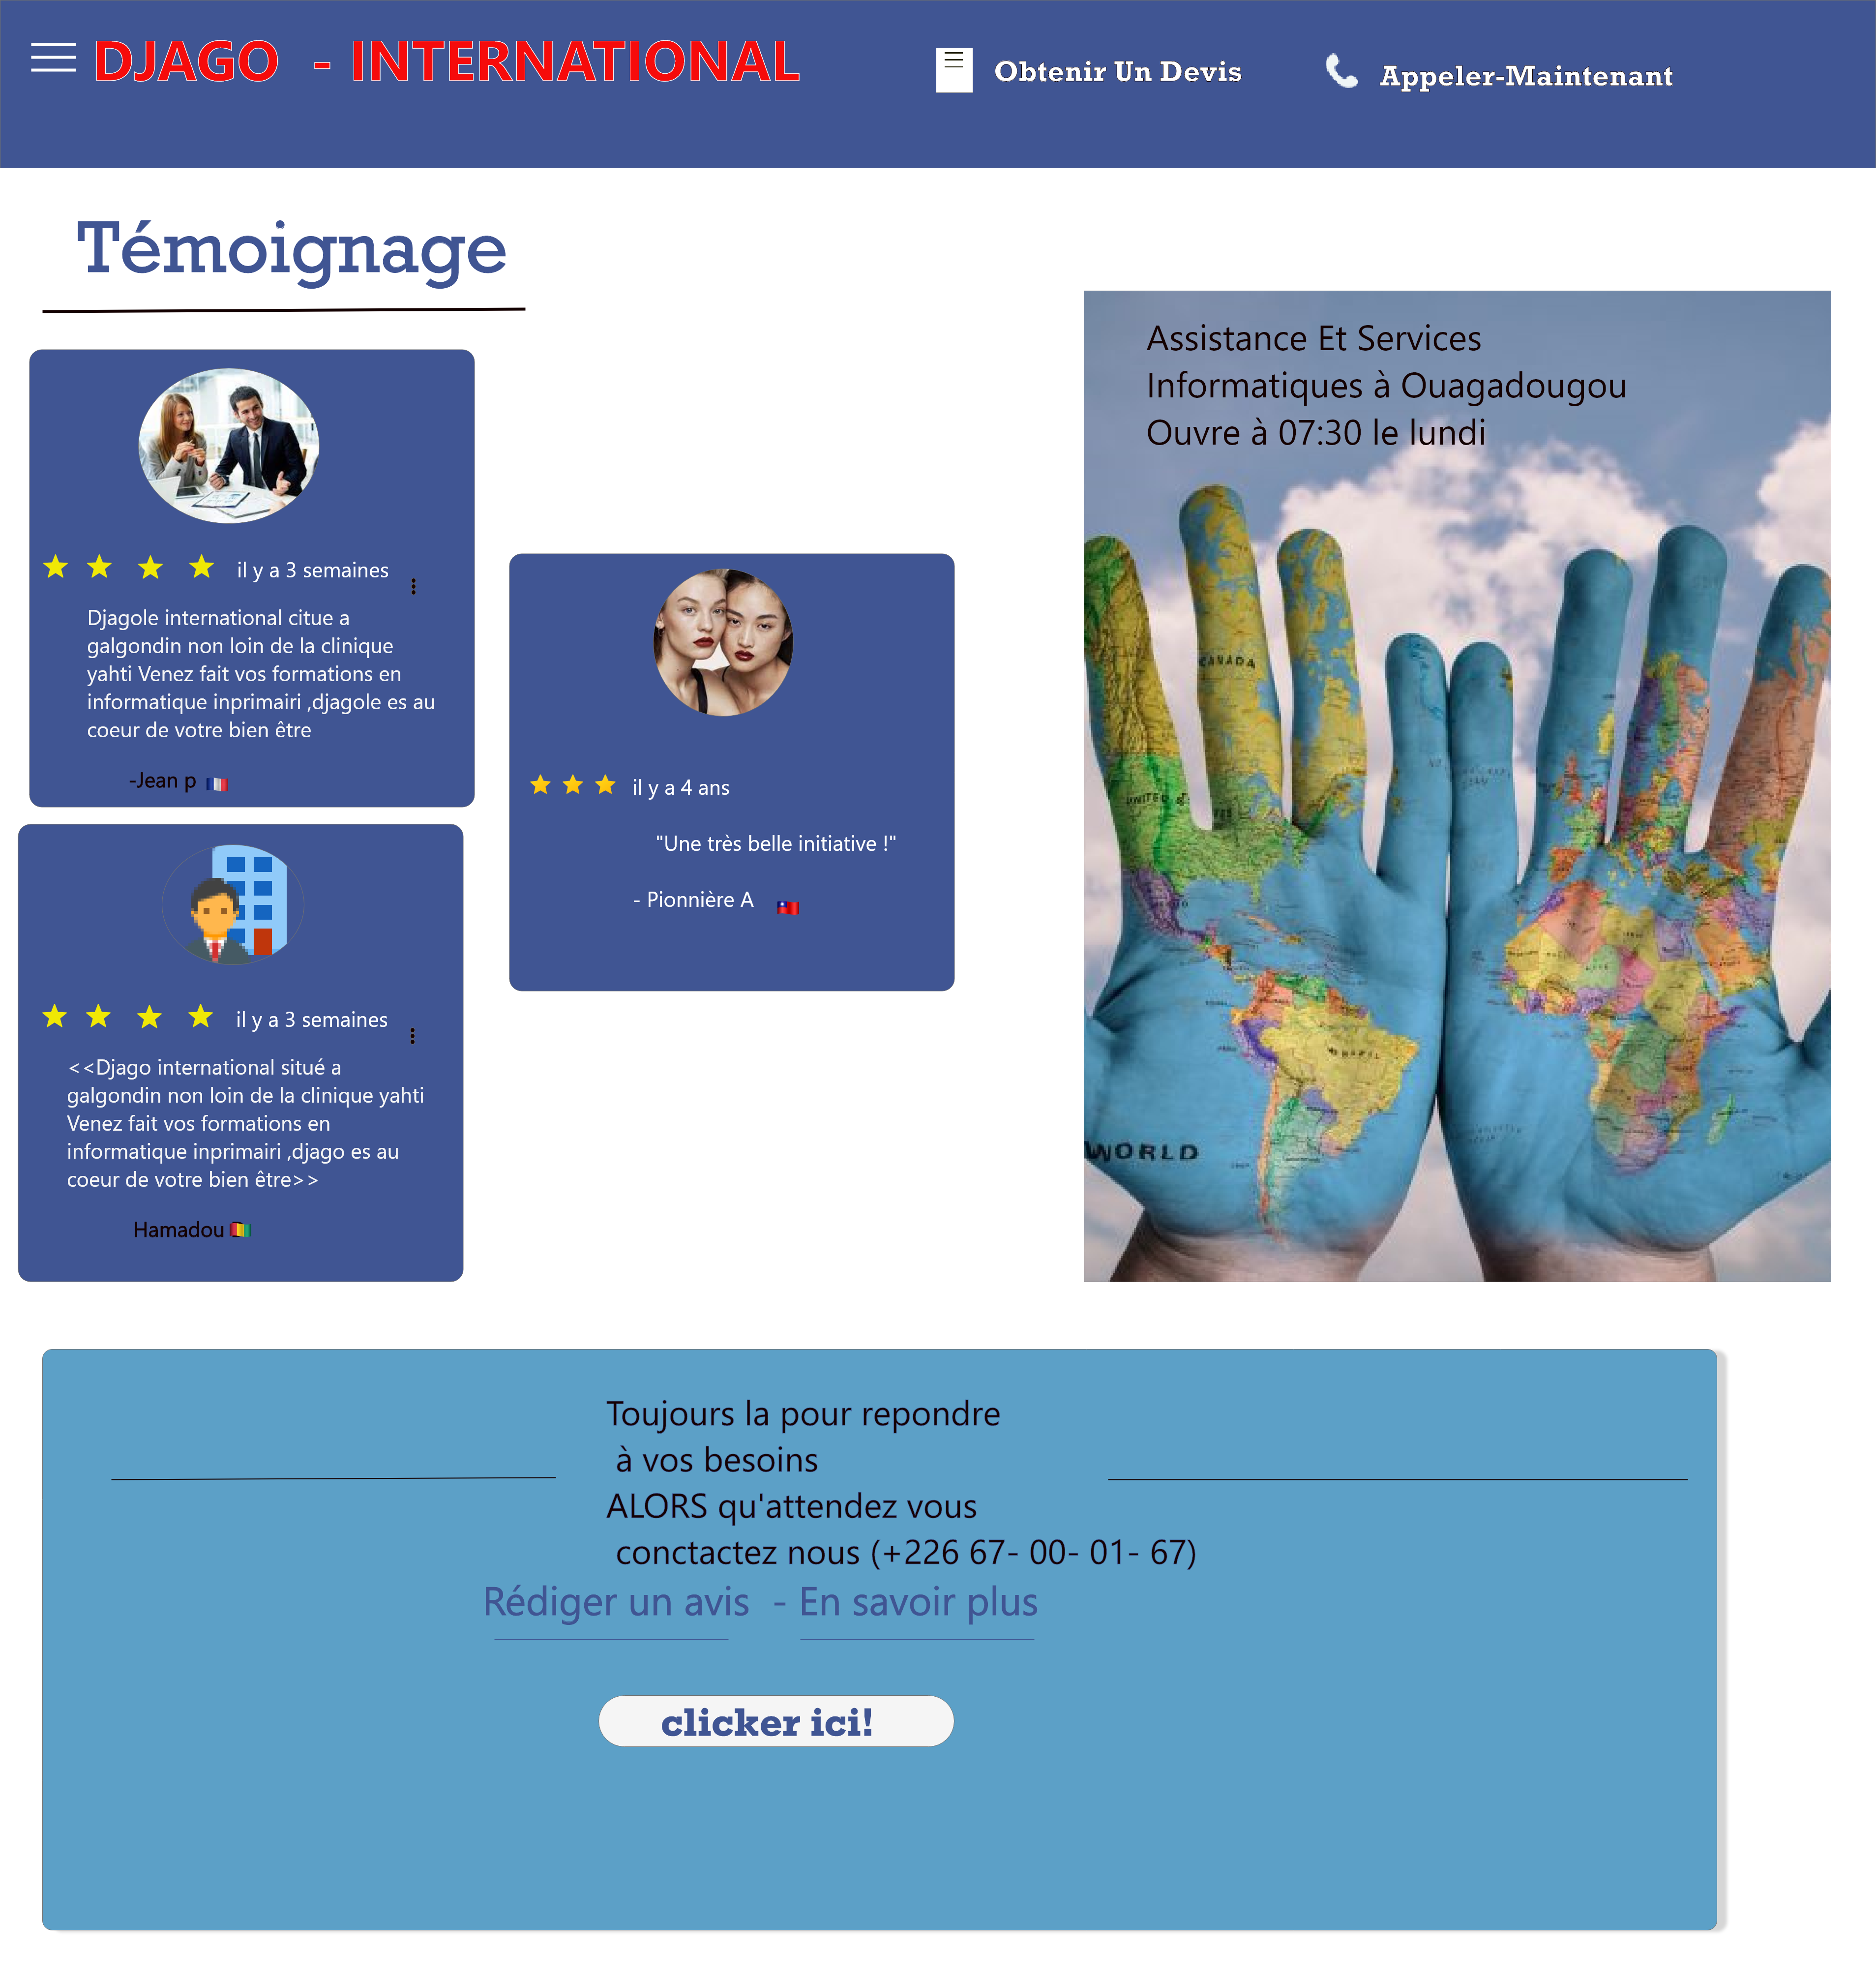 DJAGO - INTERNATIONAL
Obtenir Un Devis
Appeler-Maintenant
Témoignage
il y a 3 semaines
Djagole international citue a
galgondin non loin de la clinique
yahti Venez fait vos formations en
informatique inprimairi ,djagole es au
coeur de votre bien être
-Jean p
il y a 3 semaines
<<Djago international situé a
galgondin non loin de la clinique yahti
Venez fait vos formations en
informatique inprimairi ,djago es au
coeur de votre bien être>>
Hamadou
il y a 4 ans
"Une très belle initiative !"
- Pionnière A
Assistance Et Services
Informatiques à Ouagadougou
Ouvre à 07:30 le lundi
CANADA
UNITED
BRAZIL
WORLD
Toujours la pour repondre
à vos besoins
ALORS qu'attendez vous
conctactez nous (+226 67- 00- 01- 67)
Rédiger un avis - En savoir plus
clicker ici!